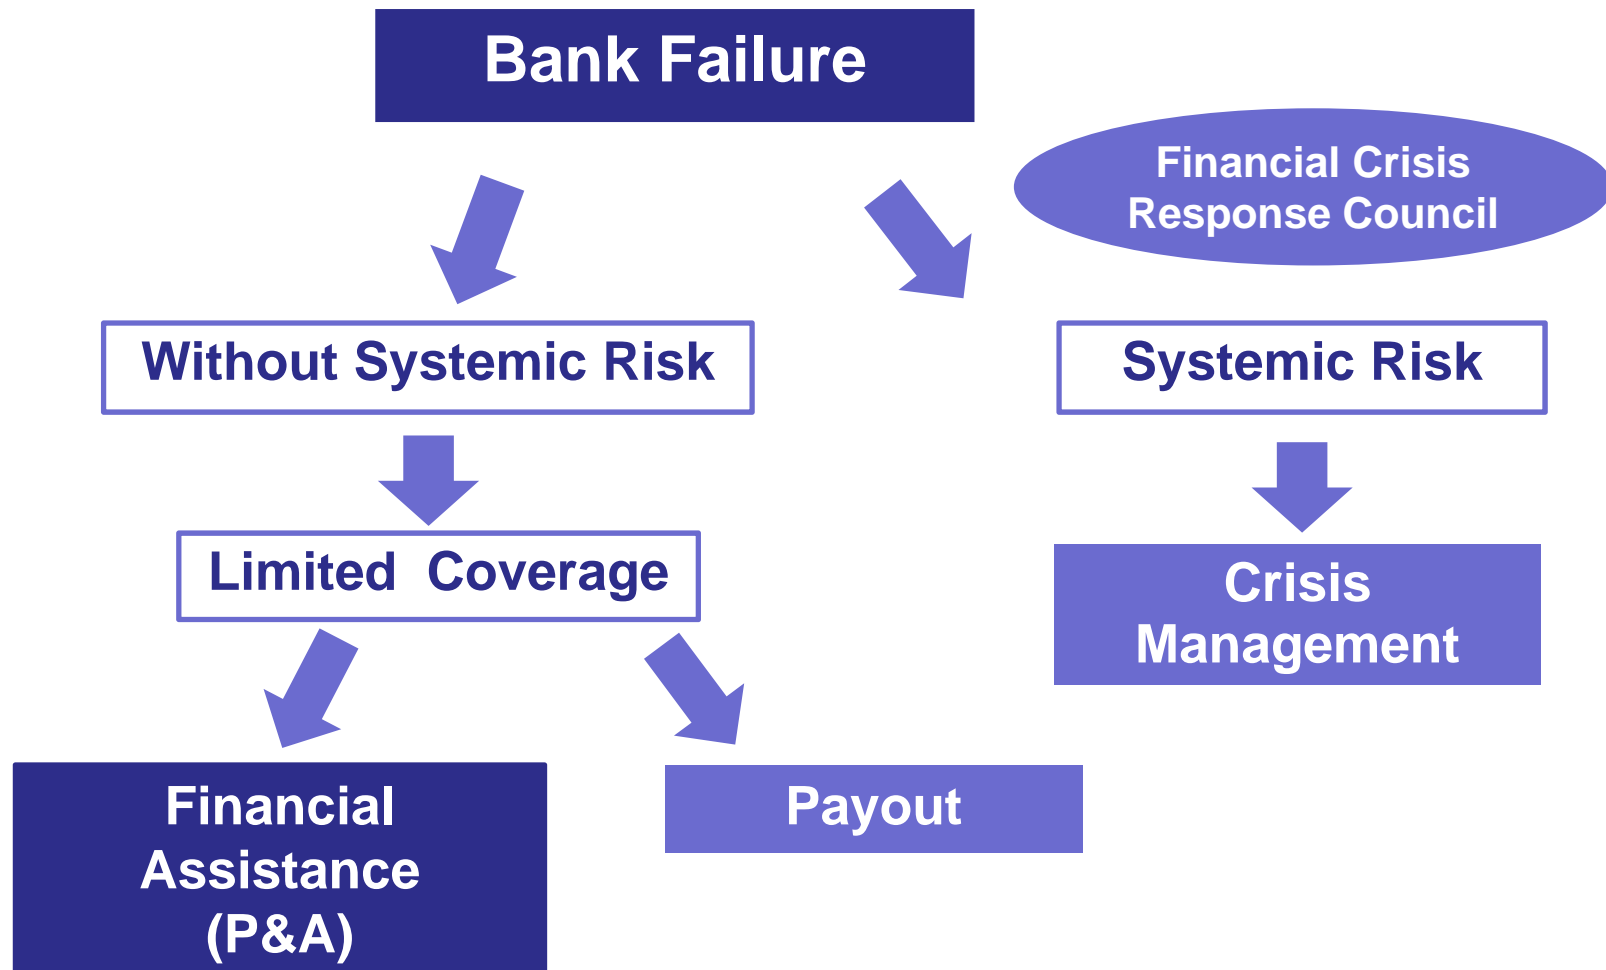 Bank Failure
Financial Crisis
Response Council
Without Systemic Risk
Systemic Risk
Limited  Coverage
Crisis
Management
Financial
Assistance
(P&A)
Payout